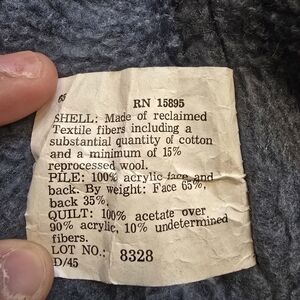 RN 15895
SHELL: Made of reclaimed
Textile fibers including a
substantial quantity of cotton
and a minimum of 15%
reprocessed wool.
PILE: 100% acrylic face and
back. By weight: Face 65%,
back 35%.
QUILT: 100% acetate over
90% acrylic, 10% undetermined
fibers.
LOT NO.: 8328
D/45